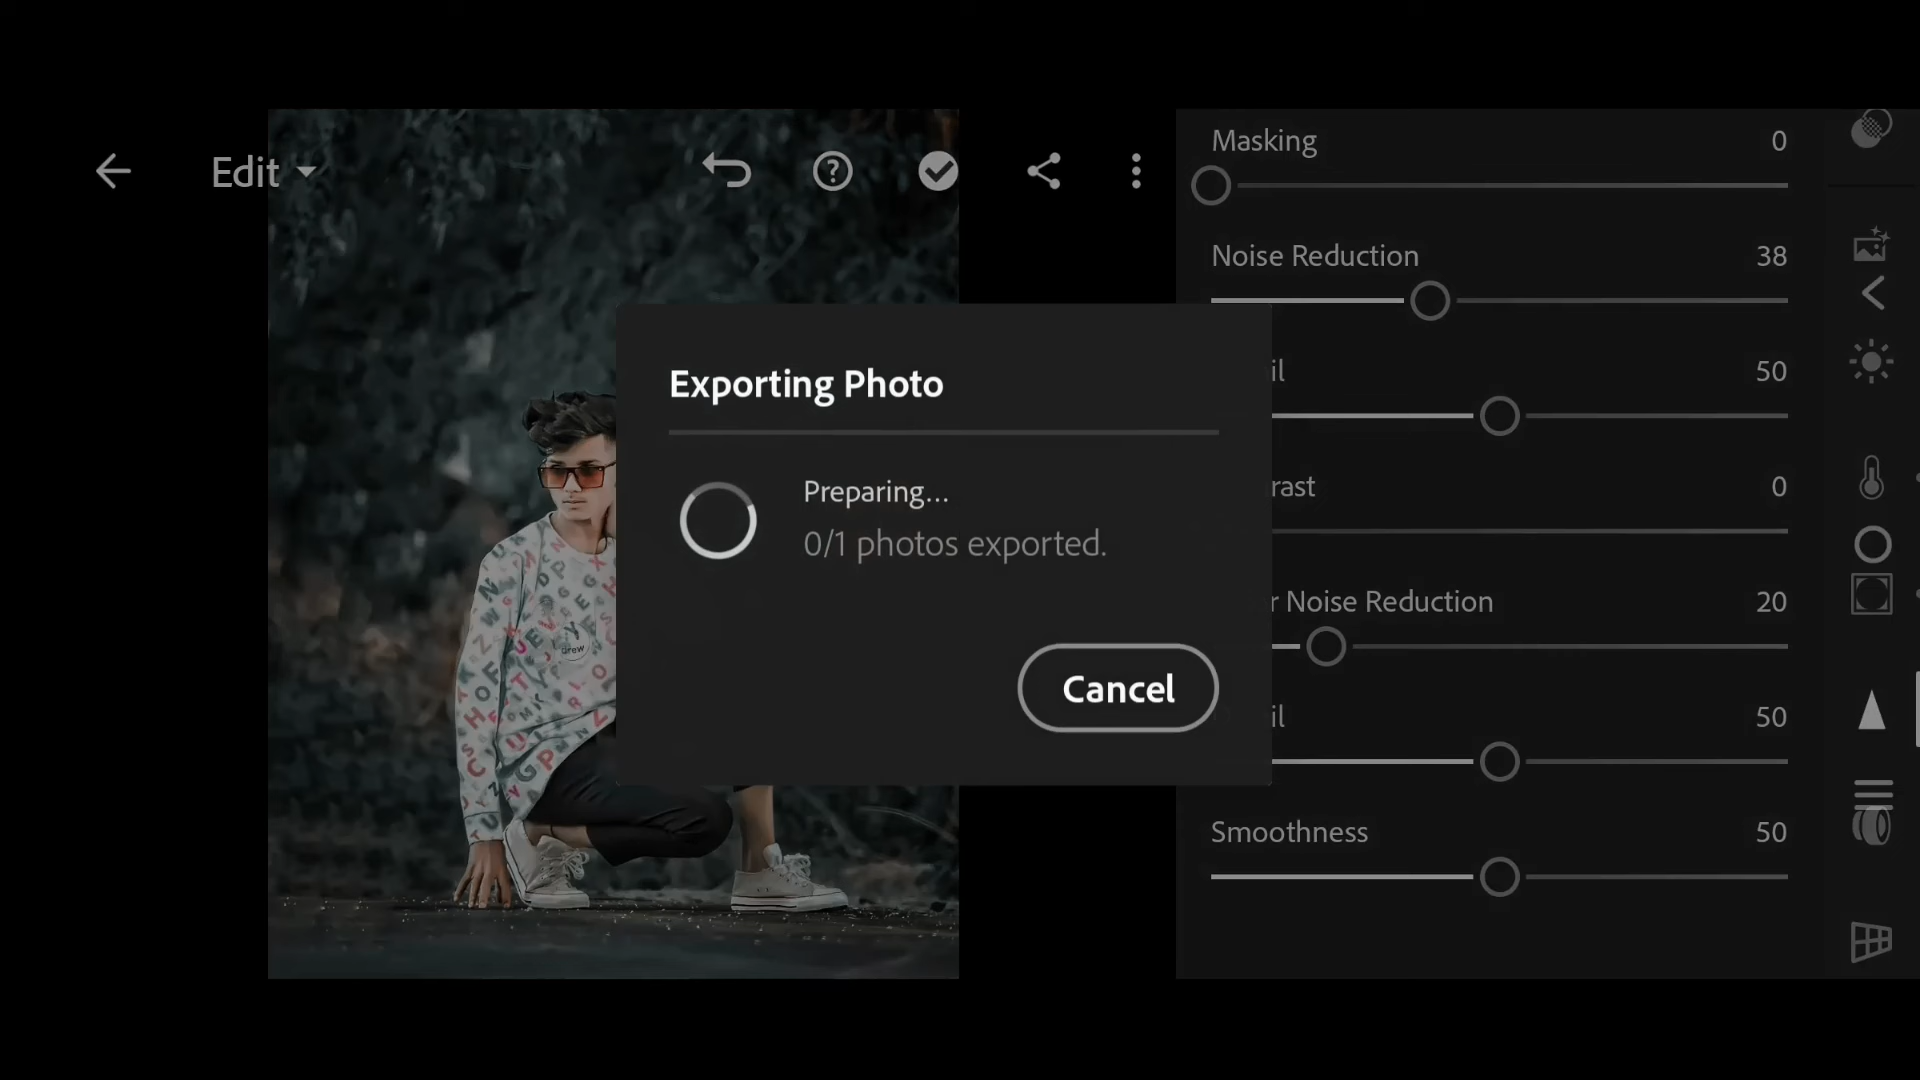 Edit
Masking 0
Noise Reduction 38
il 50
rast 0
r Noise Reduction 20
il 50
Smoothness 50
Exporting Photo
Preparing...
0/1 photos exported.
Cancel
drew